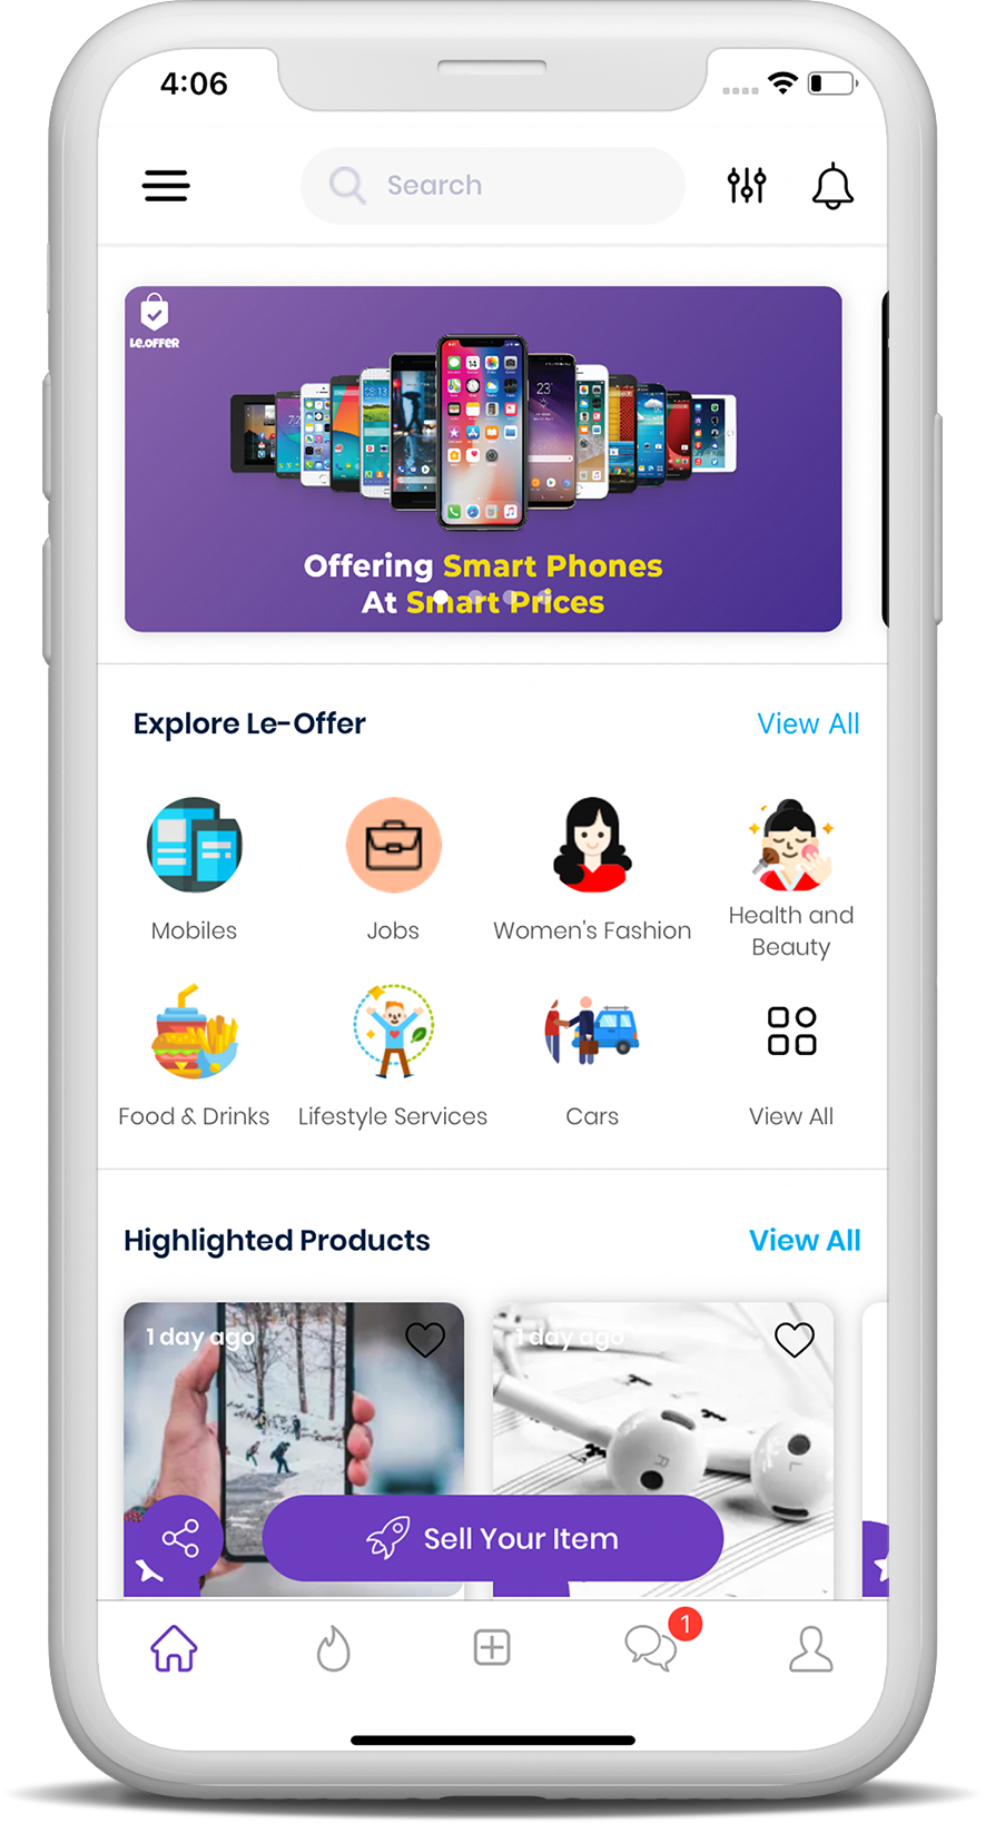 4:06
Search
Le.OFFER
Offering Smart Phones
At Smart Prices
Explore Le-Offer
View All
Mobiles
Jobs
Women's Fashion
Health and
Beauty
Food & Drinks
Lifestyle Services
Cars
View All
Highlighted Products
View All
1 day ago
1 day ago
R
L
Sell Your Item
1